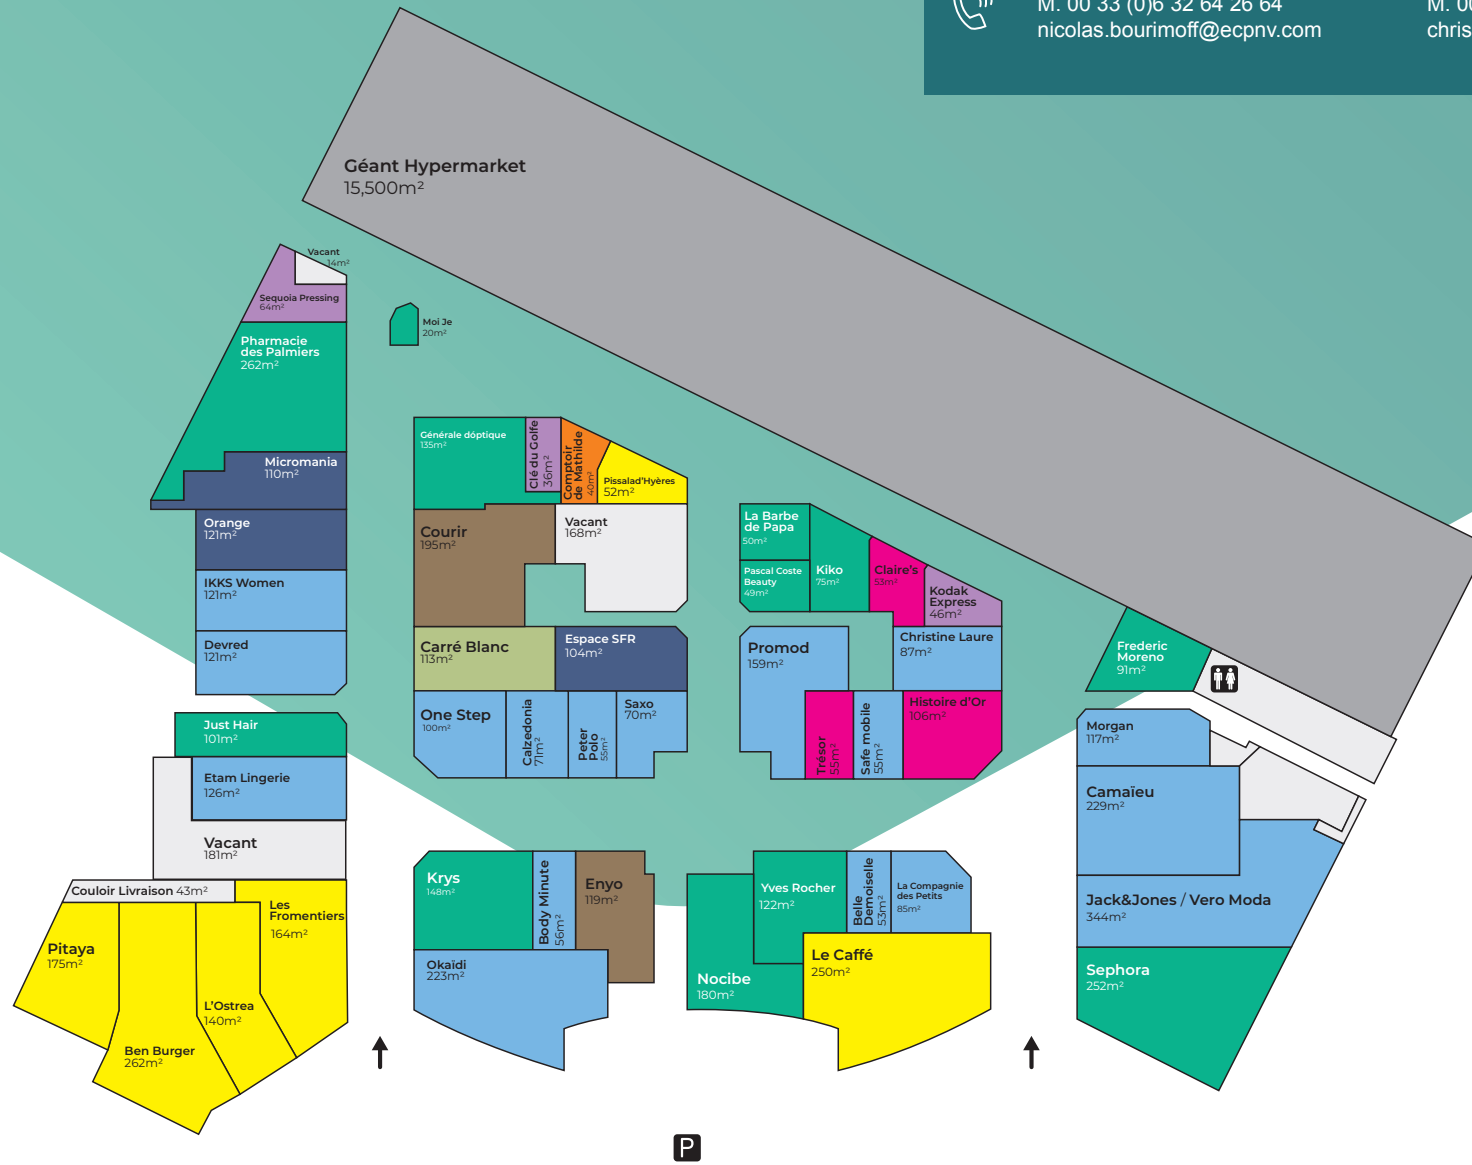 M. 00 33 (0)6 32 64 26 64
nicolas.bourimoff@ecpnv.com
M. 00
chris
Géant Hypermarket
15,500m²
Vacant
14m²
Sequoia Pressing
64m²
Moi Je
20m²
Pharmacie
des Palmiers
262m²
Micromania
110m²
Orange
121m²
IKKS Women
121m²
Devred
121m²
Générale dóptique
135m²
Clé du Golfe
36m²
Comptoir
de Mathilde
40m²
Pissalad'Hyères
52m²
Courir
195m²
Vacant
168m²
Carré Blanc
113m²
Espace SFR
104m²
One Step
100m²
Calzedonia
71m²
Peter
Polo
55m²
Saxo
70m²
La Barbe
de Papa
50m²
Pascal Coste
Beauty
49m²
Kiko
75m²
Claire's
53m²
Kodak
Express
46m²
Promod
159m²
Christine Laure
87m²
Trésor
55m²
Safe mobile
55m²
Histoire d'Or
106m²
Frederic
Moreno
91m²
Just Hair
101m²
Etam Lingerie
126m²
Vacant
181m²
Couloir Livraison 43m²
Les
Fromentiers
164m²
Pitaya
175m²
L'Ostrea
140m²
Ben Burger
262m²
Krys
148m²
Body Minute
56m²
Enyo
119m²
Okaïdi
223m²
Yves Rocher
122m²
Belle
Demoiselle
53m²
La Compagnie
des Petits
85m²
Nocibe
180m²
Le Caffé
250m²
Morgan
117m²
Camaïeu
229m²
Jack&Jones / Vero Moda
344m²
Sephora
252m²
P